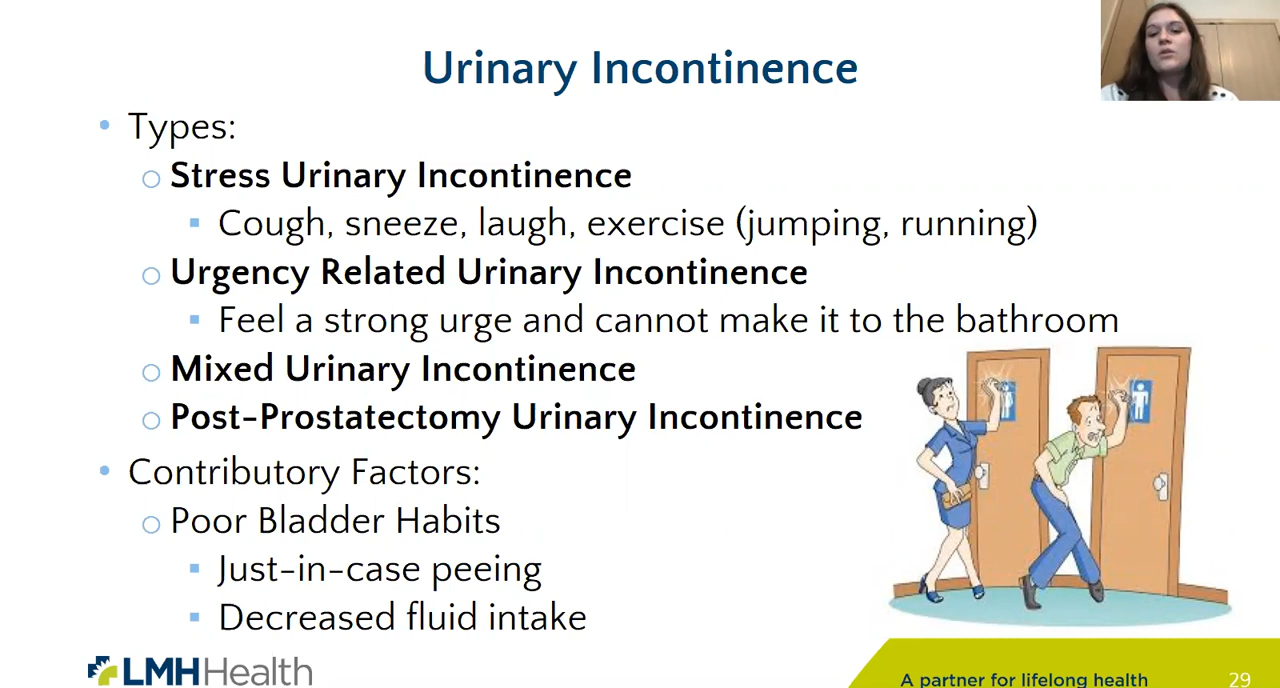 Urinary Incontinence
• Types:
○ Stress Urinary Incontinence
▪ Cough, sneeze, laugh, exercise (jumping, running)
○ Urgency Related Urinary Incontinence
▪ Feel a strong urge and cannot make it to the bathroom
○ Mixed Urinary Incontinence
○ Post-Prostatectomy Urinary Incontinence
• Contributory Factors:
○ Poor Bladder Habits
▪ Just-in-case peeing
▪ Decreased fluid intake
LMH Health
A partner for lifelong health
29